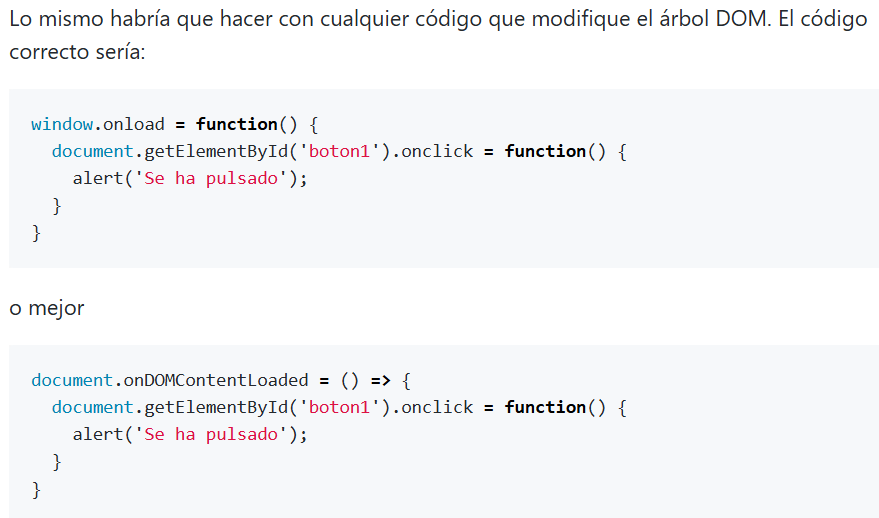 Lo mismo habría que hacer con cualquier código que modifique el árbol DOM. El código
correcto sería:
window.onload = function() {
  document.getElementById('boton1').onclick = function() {
    alert('Se ha pulsado');
  }
}
o mejor
document.onDOMContentLoaded = () => {
  document.getElementById('boton1').onclick = function() {
    alert('Se ha pulsado');
  }
}